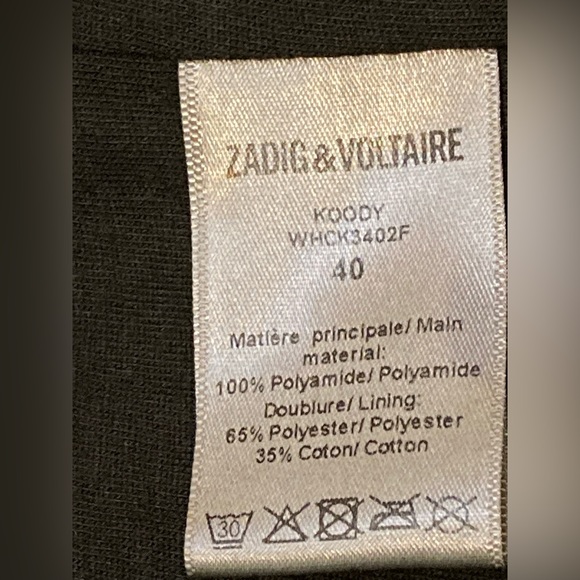 ZADIG&VOLTAIRE
KOODY
WHCK3402F
40
Matière principale/ Main
material:
100% Polyamide/ Polyamide
Doublure/ Lining:
65% Polyester/ Polyester
35% Coton/ Cotton
30